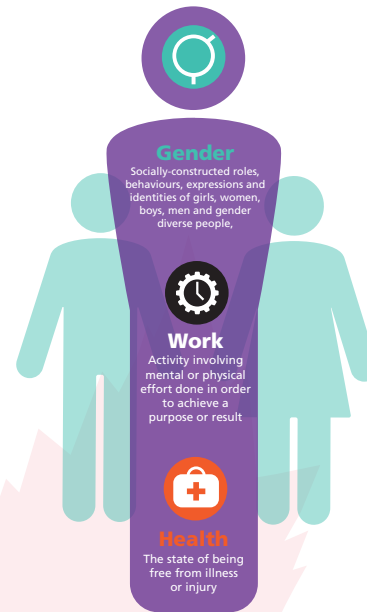 Gender
Socially-constructed roles,
behaviours, expressions and
identities of girls, women,
boys, men and gender
diverse people,
Work
Activity involving
mental or physical
effort done in order
to achieve a
purpose or result
Health
The state of being
free from illness
or injury